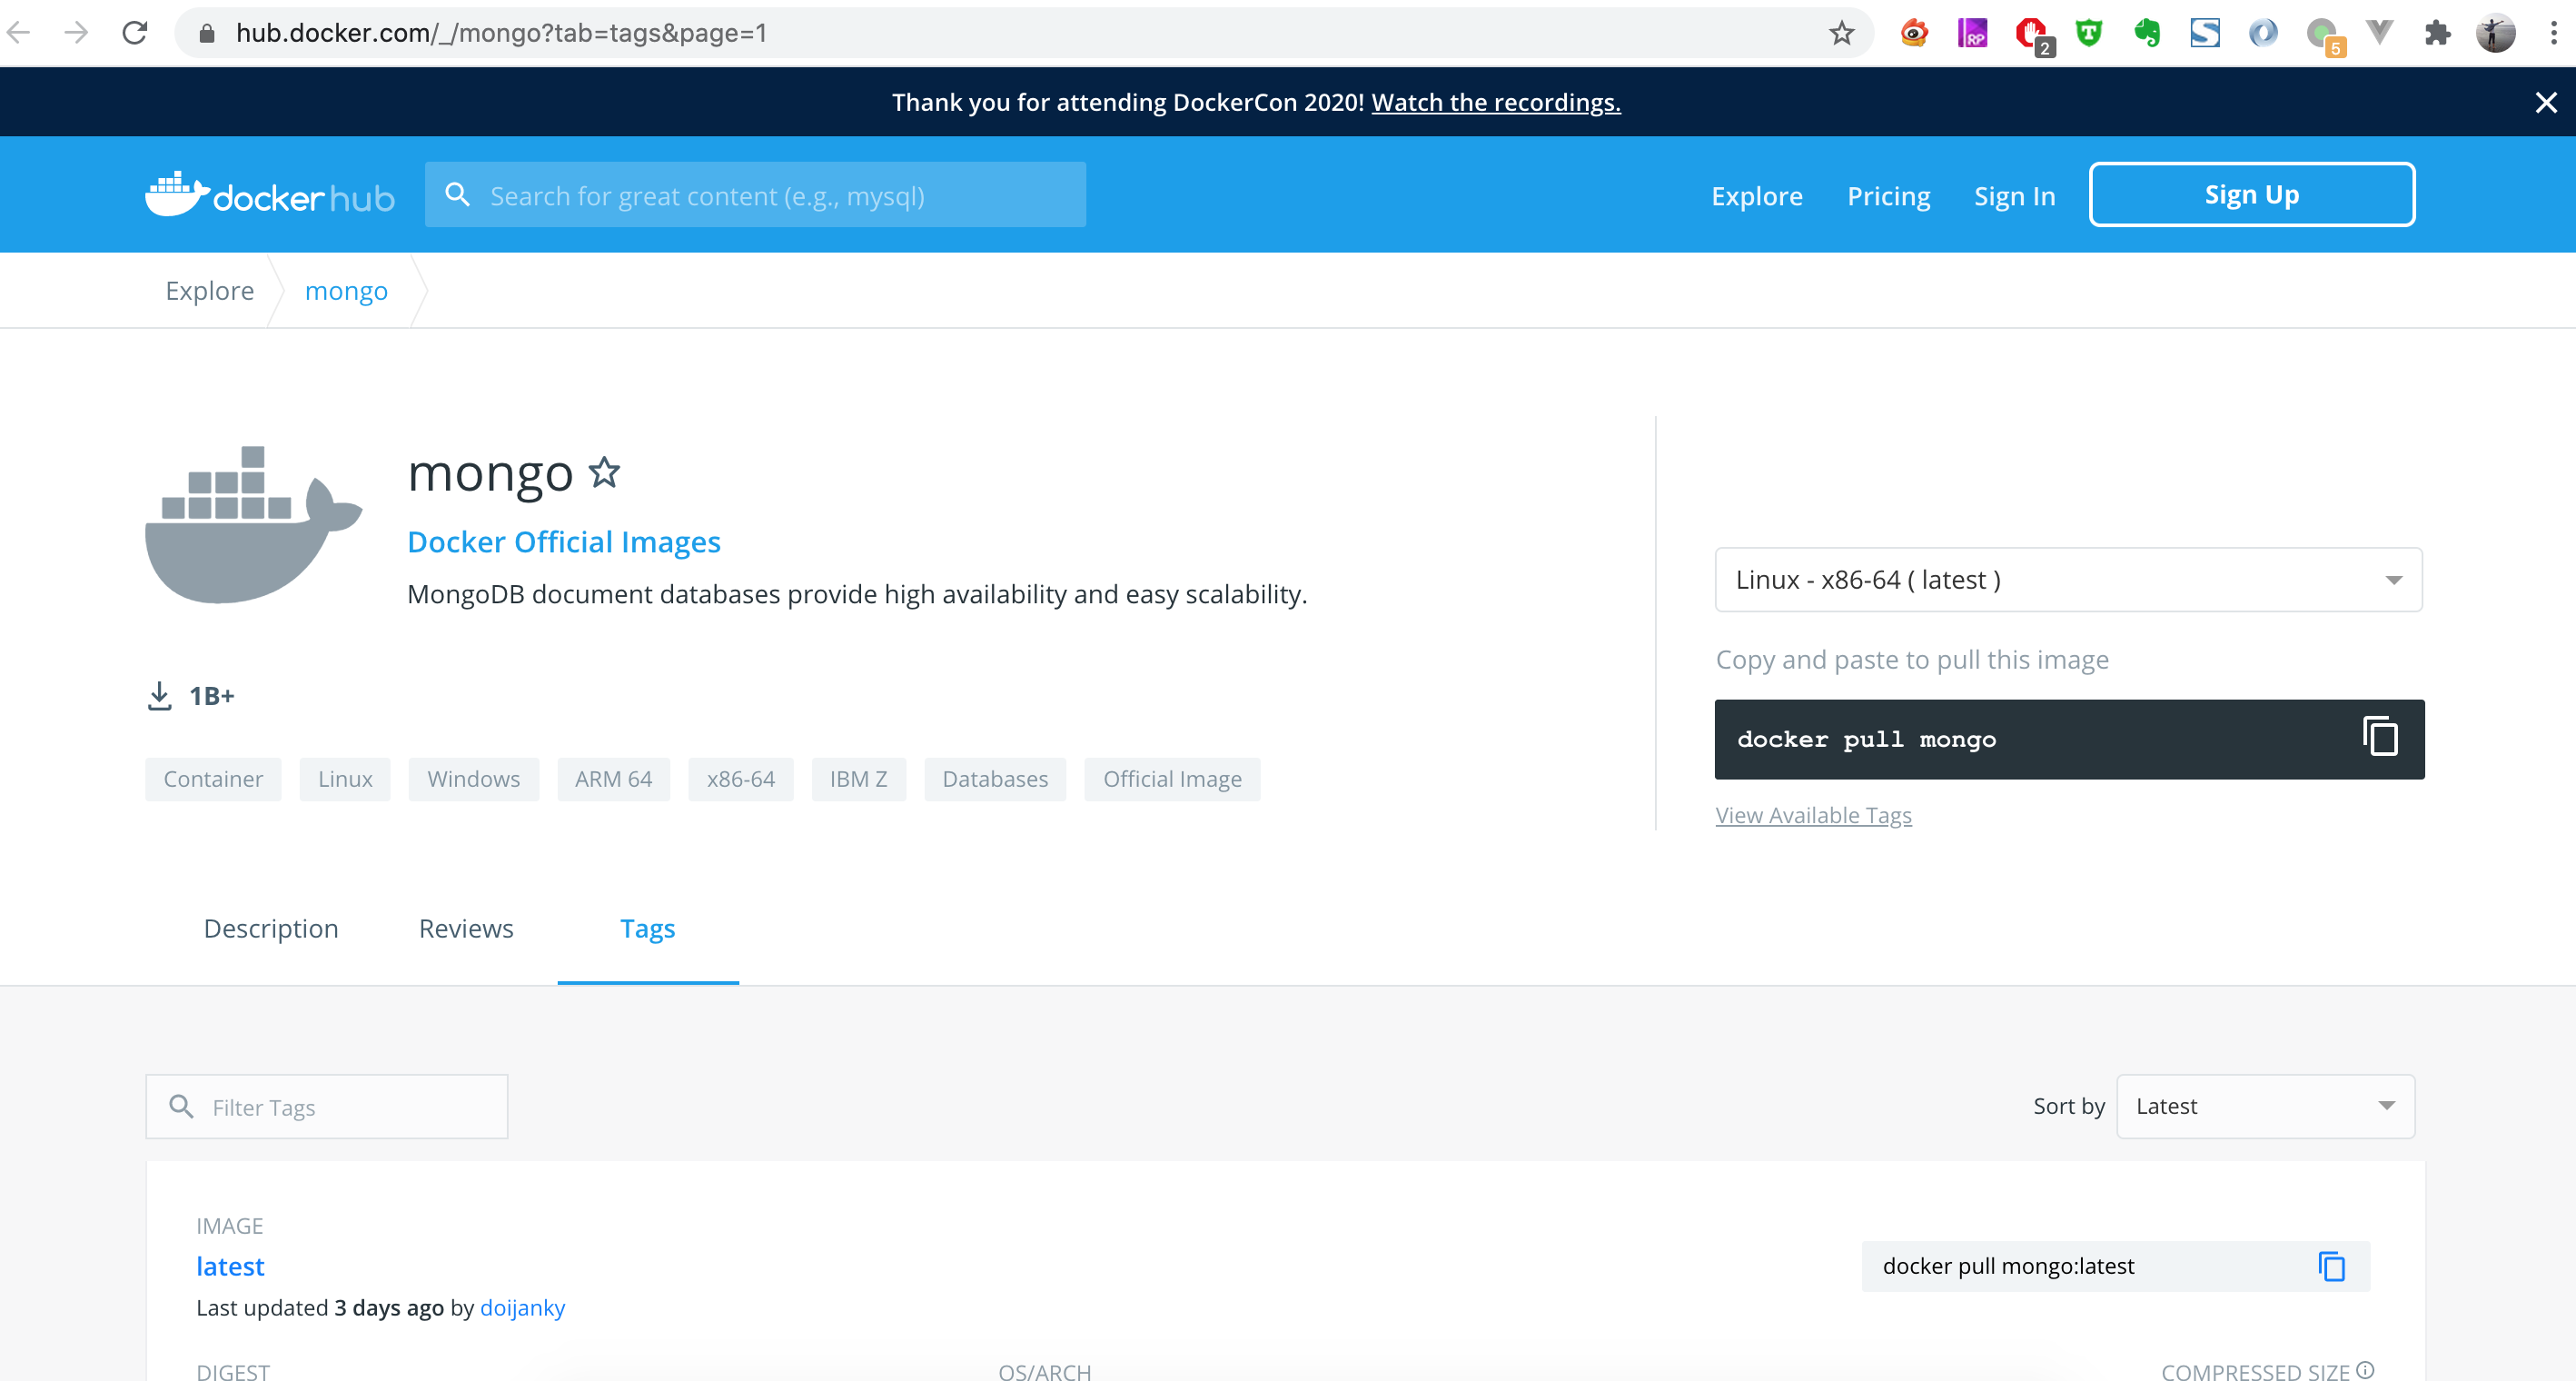 hub.docker.com/_/mongo?tab=tags&page=1
RP
2
T
S
5
Thank you for attending DockerCon 2020! Watch the recordings.
docker hub
Search for great content (e.g., mysql)
Explore
Pricing
Sign In
Sign Up
Explore
mongo
mongo
Docker Official Images
MongoDB document databases provide high availability and easy scalability.
1B+
Container
Linux
Windows
ARM 64
x86-64
IBM Z
Databases
Official Image
Linux - x86-64 ( latest )
Copy and paste to pull this image
docker pull mongo
View Available Tags
Description
Reviews
Tags
Filter Tags
Sort by
Latest
IMAGE
latest
Last updated 3 days ago by doijanky
docker pull mongo:latest
DIGEST
OS/ARCH
COMPRESSED SIZE